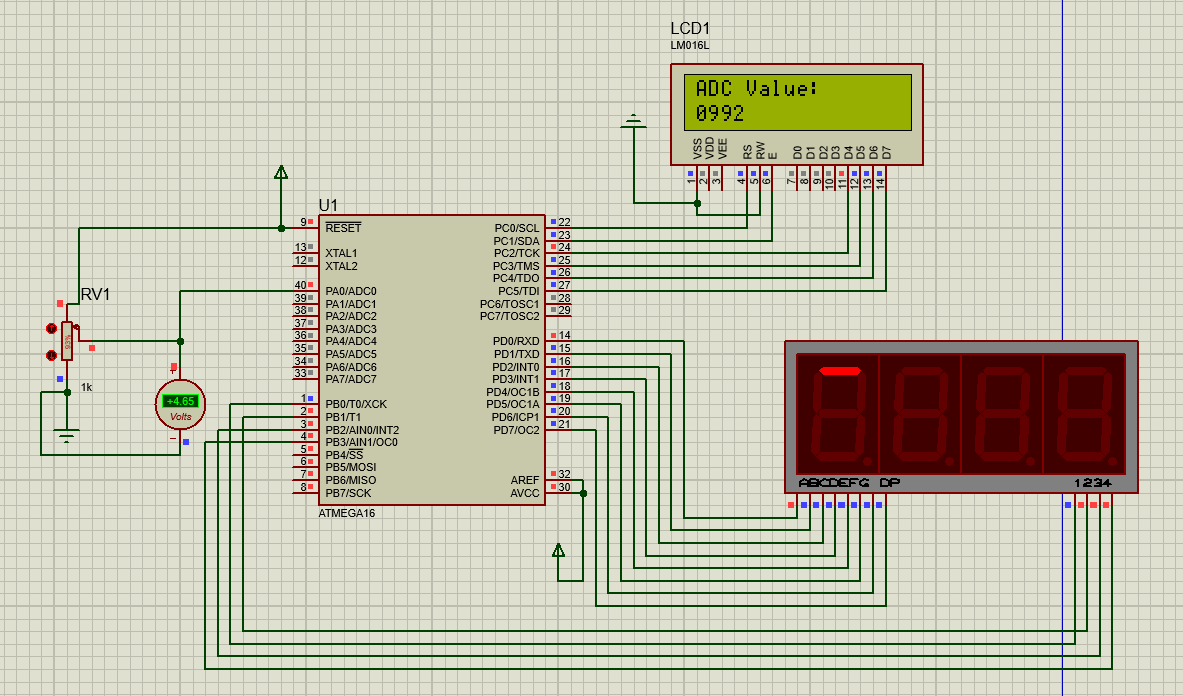 LCD1
LM016L
ADC Value:
0992
VSS VDD VEE RS RW E D0 D1 D2 D3 D4 D5 D6 D7
1 2 3 4 5 6 7 8 9 10 11 12 13 14
U1
9 RESET
13 XTAL1
12 XTAL2
40 PA0/ADC0
39 PA1/ADC1
38 PA2/ADC2
37 PA3/ADC3
36 PA4/ADC4
35 PA5/ADC5
34 PA6/ADC6
33 PA7/ADC7
1 PB0/T0/XCK
2 PB1/T1
3 PB2/AIN0/INT2
4 PB3/AIN1/OC0
5 PB4/SS
6 PB5/MOSI
7 PB6/MISO
8 PB7/SCK
PC0/SCL 22
PC1/SDA 23
PC2/TCK 24
PC3/TMS 25
PC4/TDO 26
PC5/TDI 27
PC6/TOSC1 28
PC7/TOSC2 29
PD0/RXD 14
PD1/TXD 15
PD2/INT0 16
PD3/INT1 17
PD4/OC1B 18
PD5/OC1A 19
PD6/ICP1 20
PD7/OC2 21
AREF 32
AVCC 30
ATMEGA16
RV1
93%
1k
+4.65
Volts
ABCDEFG DP
1234